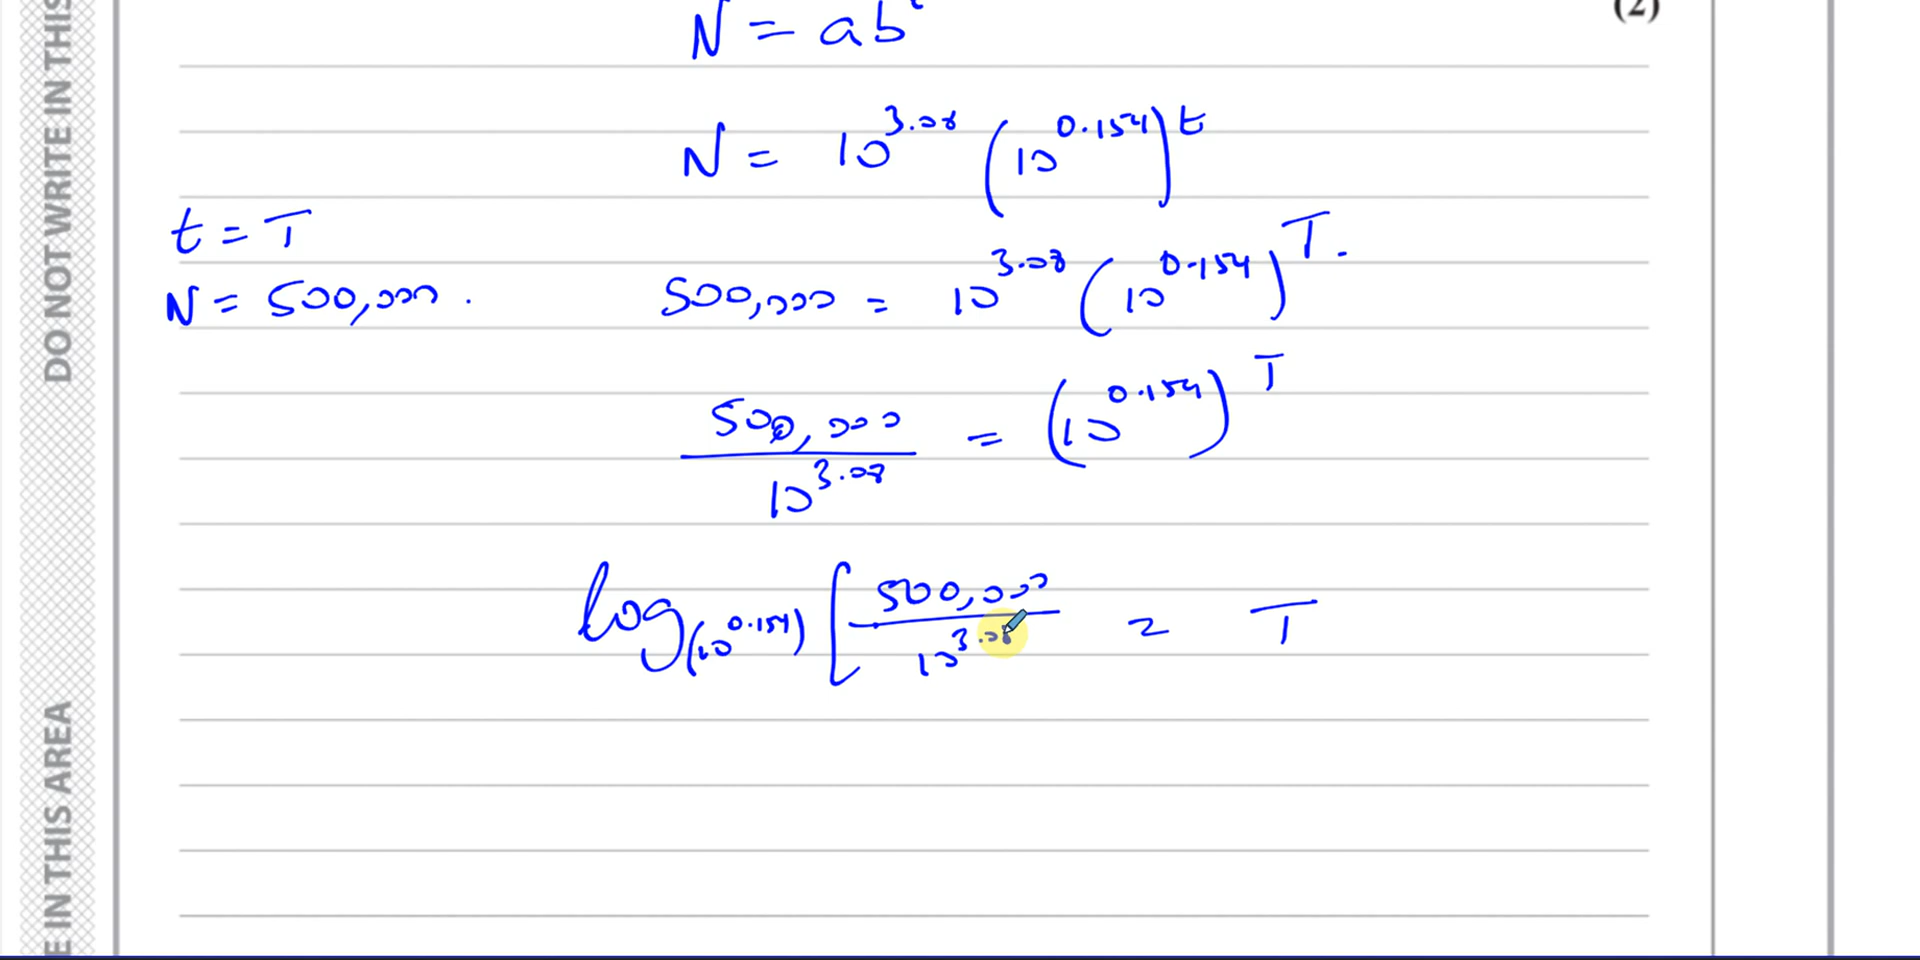 (2)
N = ab^t
N = 10^3.08 (10^0.154)^t
t = T
N = 500,000 .
500,000 = 10^3.08 (10^0.154)^T.
500,000 / 10^3.08 = (10^0.154)^T
log_(10^0.154) [500,000 / 10^3.08 = T
DO NOT WRITE IN THIS
E IN THIS AREA